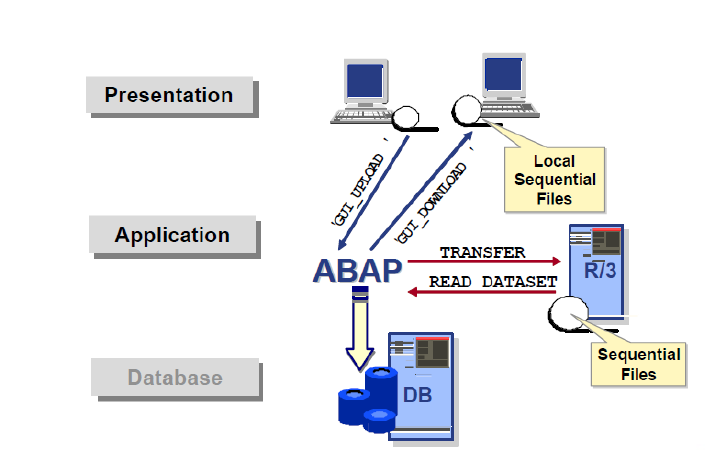 Presentation
Local
Sequential
Files
'GUI_UPLOAD '
'GUI_DOWNLOAD '
Application
ABAP
TRANSFER
READ DATASET
R/3
Sequential
Files
Database
DB